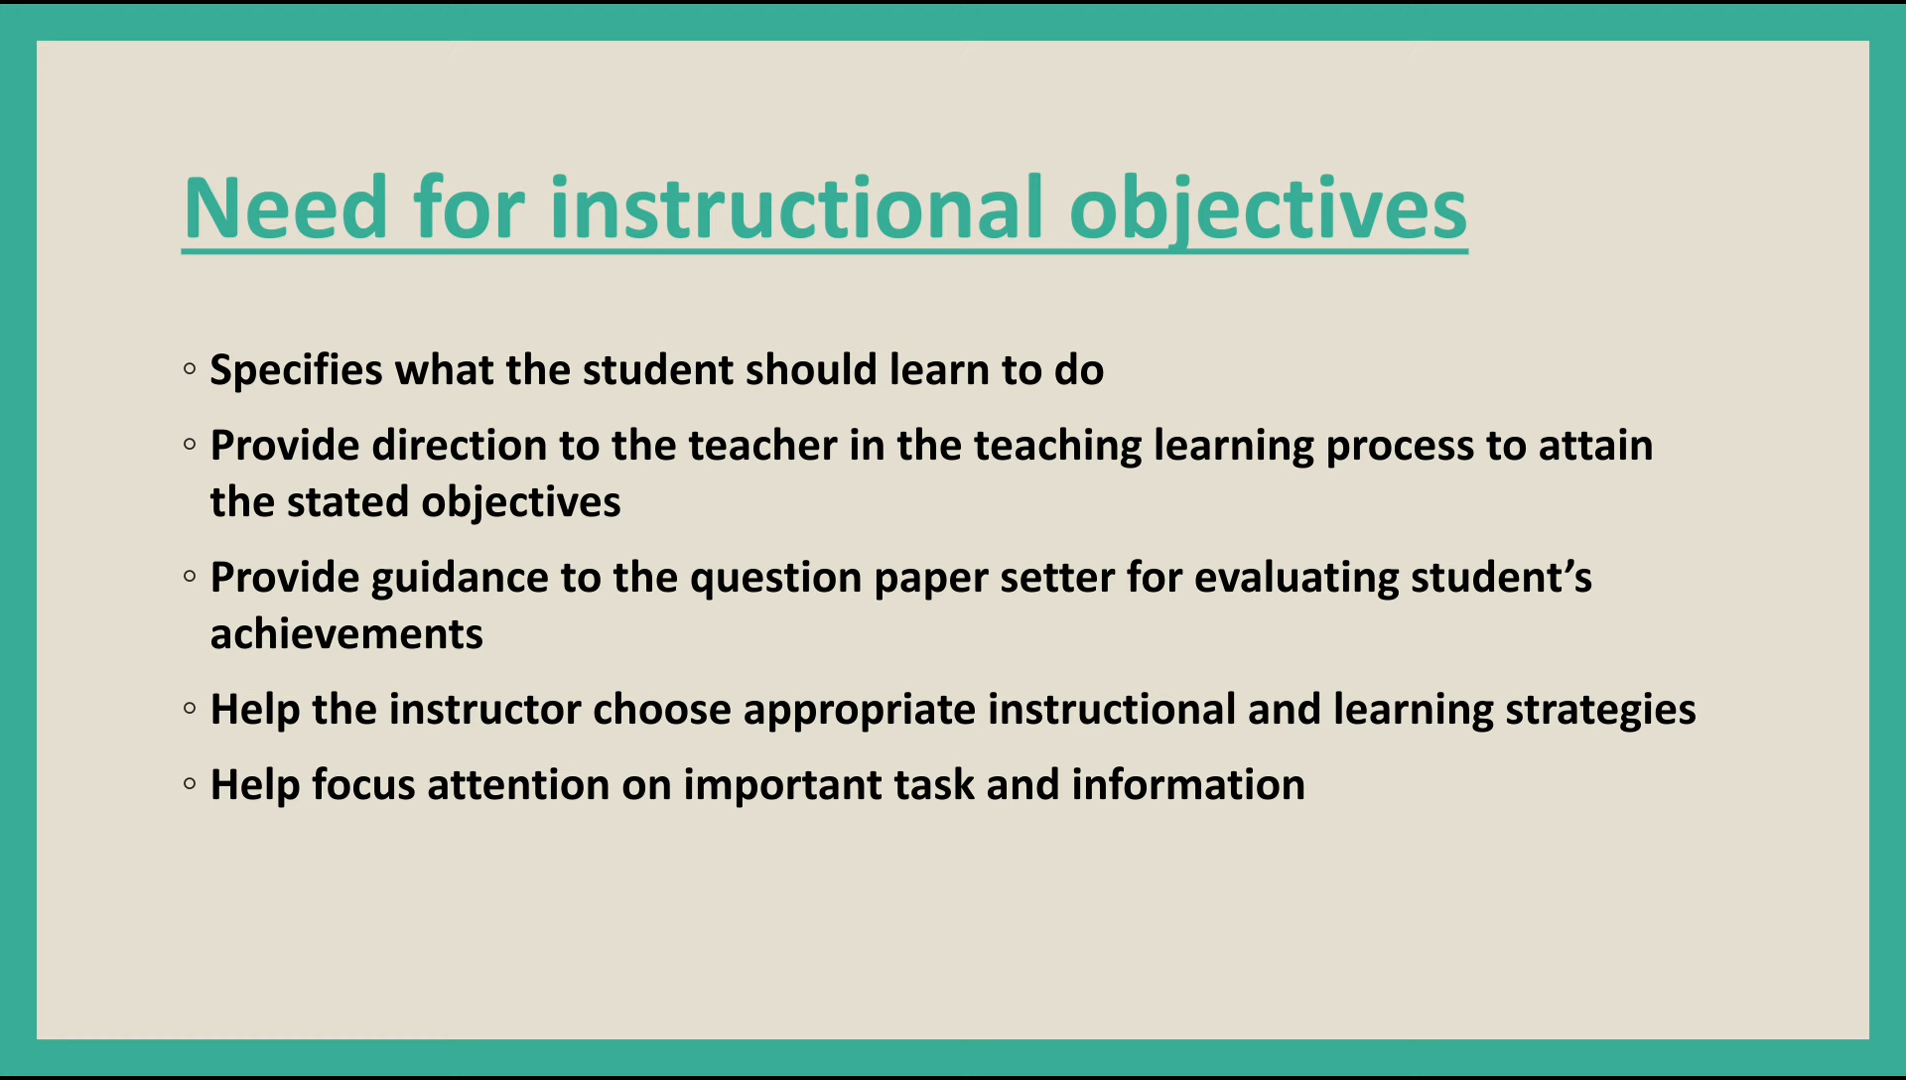 Need for instructional objectives
◦ Specifies what the student should learn to do
◦ Provide direction to the teacher in the teaching learning process to attain
the stated objectives
◦ Provide guidance to the question paper setter for evaluating student’s
achievements
◦ Help the instructor choose appropriate instructional and learning strategies
◦ Help focus attention on important task and information